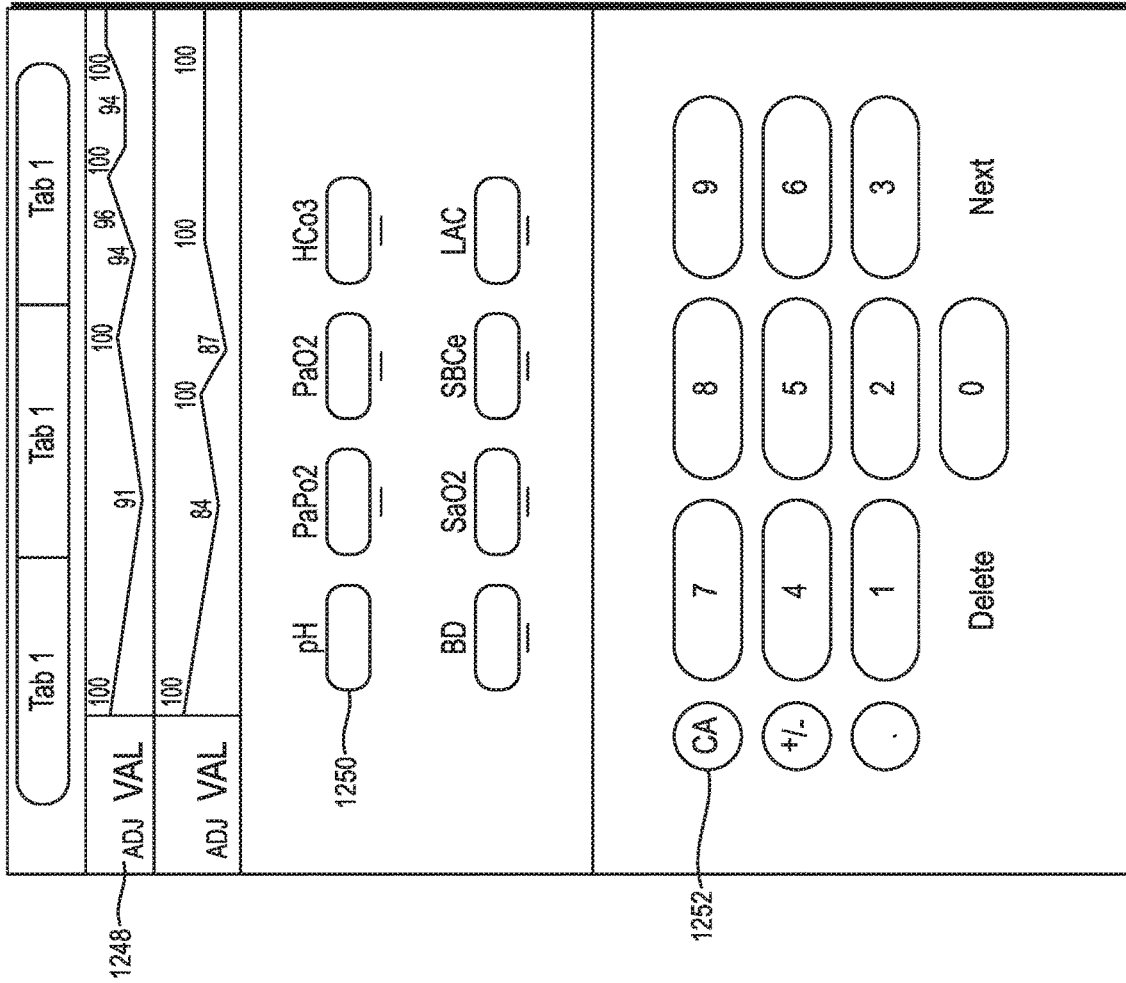 Tab 1 Tab 1 Tab 1
1248 ADJ VAL 100 91 100 94 96 100 94 100
ADJ VAL 100 84 100 87 100 100
pH PaPo2 PaO2 HCo3
1250
BD SaO2 SBCe LAC
1252 CA 7 8 9
+/- 4 5 6
. 1 2 3
Delete 0 Next